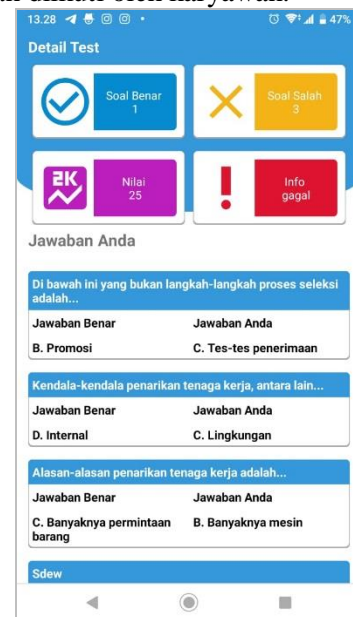 13.28
47%
Detail Test
Soal Benar
1
Soal Salah
3
Nilai
25
Info
gagal
Jawaban Anda
Di bawah ini yang bukan langkah-langkah proses seleksi
adalah...
Jawaban Benar Jawaban Anda
B. Promosi C. Tes-tes penerimaan
Kendala-kendala penarikan tenaga kerja, antara lain...
Jawaban Benar Jawaban Anda
D. Internal C. Lingkungan
Alasan-alasan penarikan tenaga kerja adalah...
Jawaban Benar Jawaban Anda
C. Banyaknya permintaan B. Banyaknya mesin
barang
Sdew